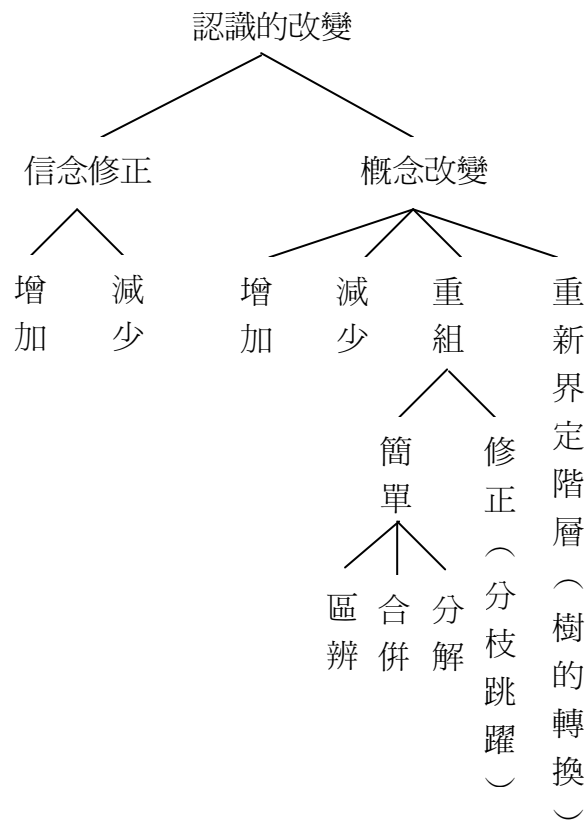 認識的改變
信念修正
概念改變
增加
減少
增加
減少
重組
重新界定階層（樹的轉換）
簡單
修正（分枝跳躍）
區辨
合併
分解